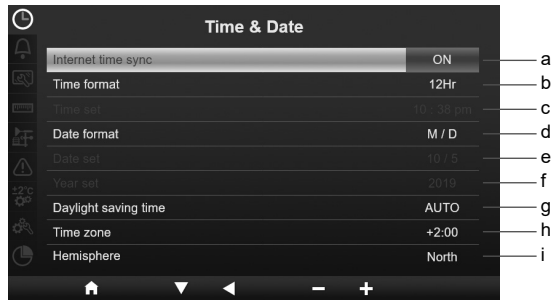 Time & Date
Internet time sync ON a
Time format 12Hr b
Time set 10 : 38 pm c
Date format M / D d
Date set 10 / 5 e
Year set 2019 f
Daylight saving time AUTO g
Time zone +2:00 h
Hemisphere North i
±2°C